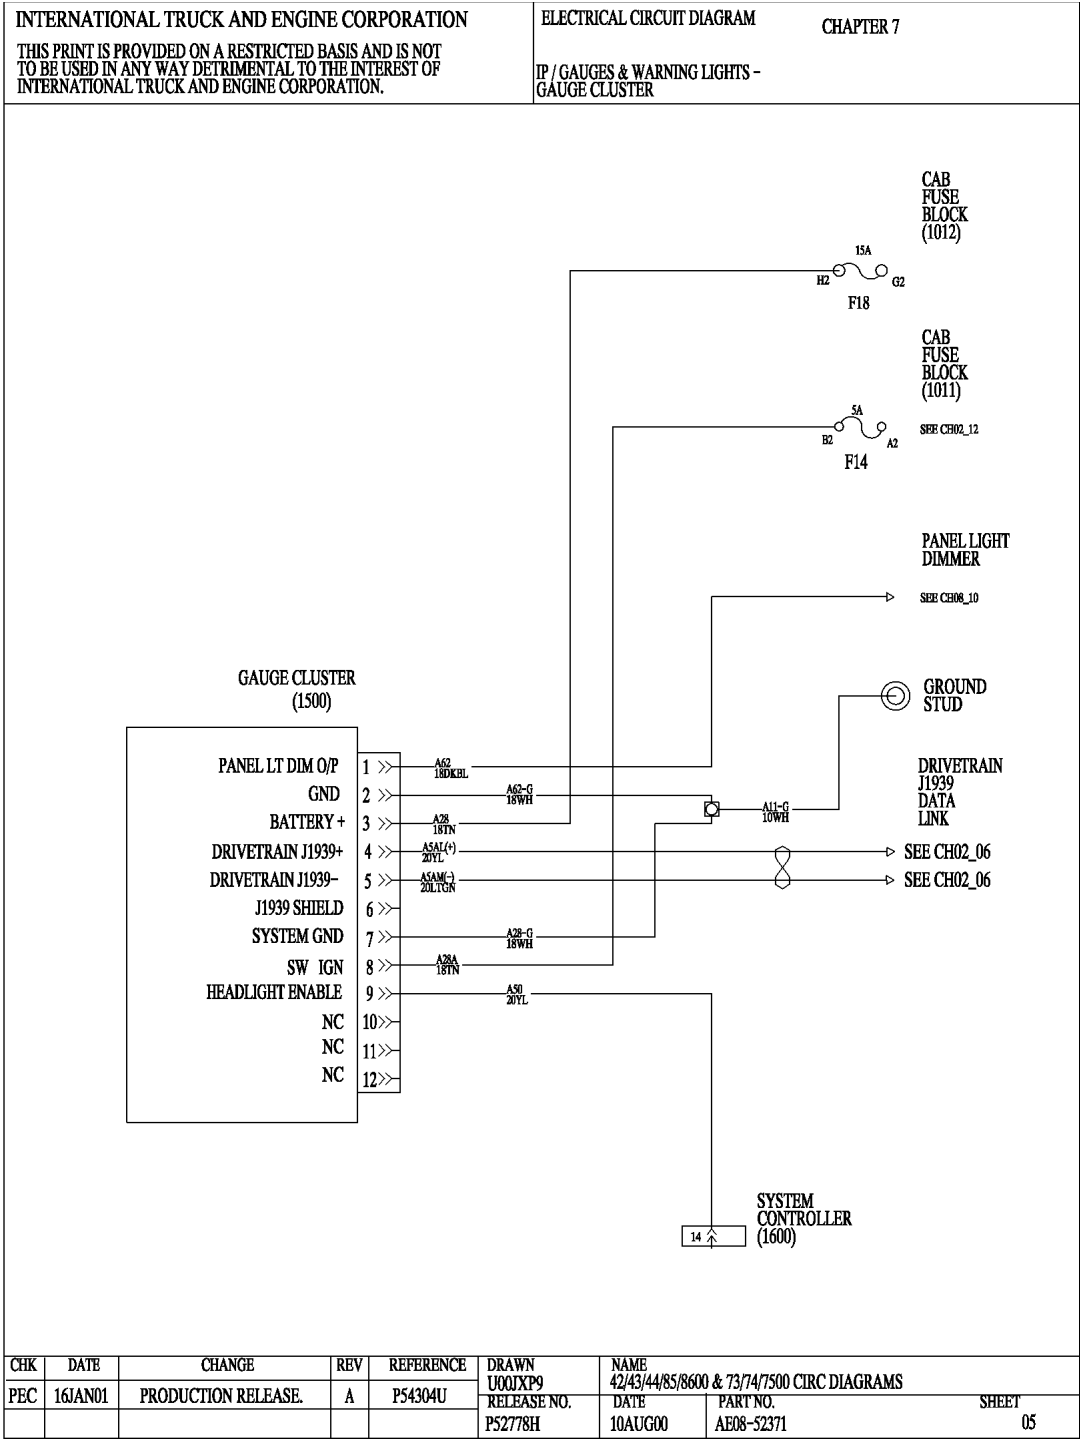 INTERNATIONAL TRUCK AND ENGINE CORPORATION
THIS PRINT IS PROVIDED ON A RESTRICTED BASIS AND IS NOT
TO BE USED IN ANY WAY DETRIMENTAL TO THE INTEREST OF
INTERNATIONAL TRUCK AND ENGINE CORPORATION.
ELECTRICAL CIRCUIT DIAGRAM
CHAPTER 7
IP / GAUGES & WARNING LIGHTS –
GAUGE CLUSTER
CAB
FUSE
BLOCK
(1012)
15A
H2
G2
F18
CAB
FUSE
BLOCK
(1011)
5A
SEE CH02_12
B2
A2
F14
PANEL LIGHT
DIMMER
SEE CH08_10
GAUGE CLUSTER
(1500)
GROUND
STUD
DRIVETRAIN
J1939
DATA
LINK
PANEL LT DIM O/P 1 A62
18DKBL
GND 2 A62-G
18WH
A11-G
10WH
BATTERY + 3 A28
18TN
DRIVETRAIN J1939+ 4 A5AL(+)
20YL
SEE CH02_06
DRIVETRAIN J1939– 5 A5AM(–)
20LTGN
SEE CH02_06
J1939 SHIELD 6
SYSTEM GND 7 A28-G
18WH
SW IGN 8 A28A
18TN
HEADLIGHT ENABLE 9 A50
20YL
NC 10
NC 11
NC 12
SYSTEM
CONTROLLER
(1600)
14
CHK DATE CHANGE REV REFERENCE
PEC 16JAN01 PRODUCTION RELEASE. A P54304U
DRAWN
U00JXP9
NAME
42/43/44/85/8600 & 73/74/7500 CIRC DIAGRAMS
RELEASE NO.
P52778H
DATE
10AUG00
PART NO.
AE08-52371
SHEET
05